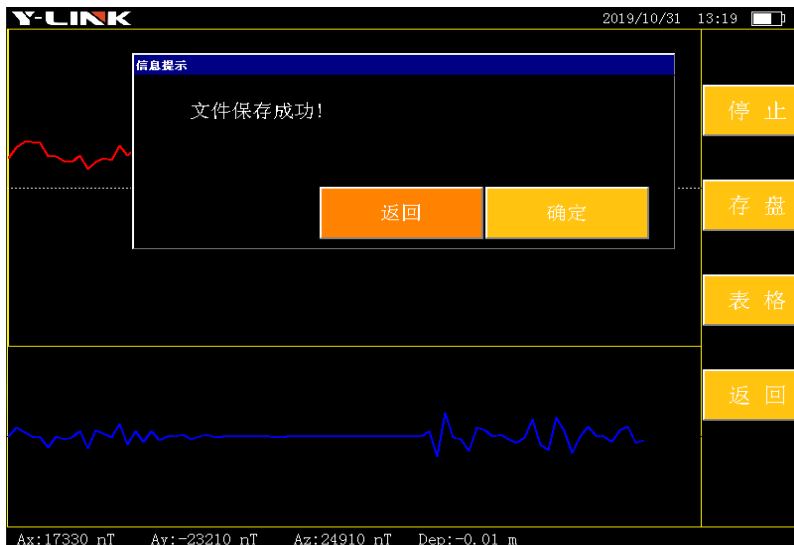 Y-LINK 2019/10/31 13:19
信息提示
文件保存成功!
返回 确定
停 止
存 盘
表 格
返 回
Ax:17330 nT Ay:-23210 nT Az:24910 nT Dep:-0.01 m